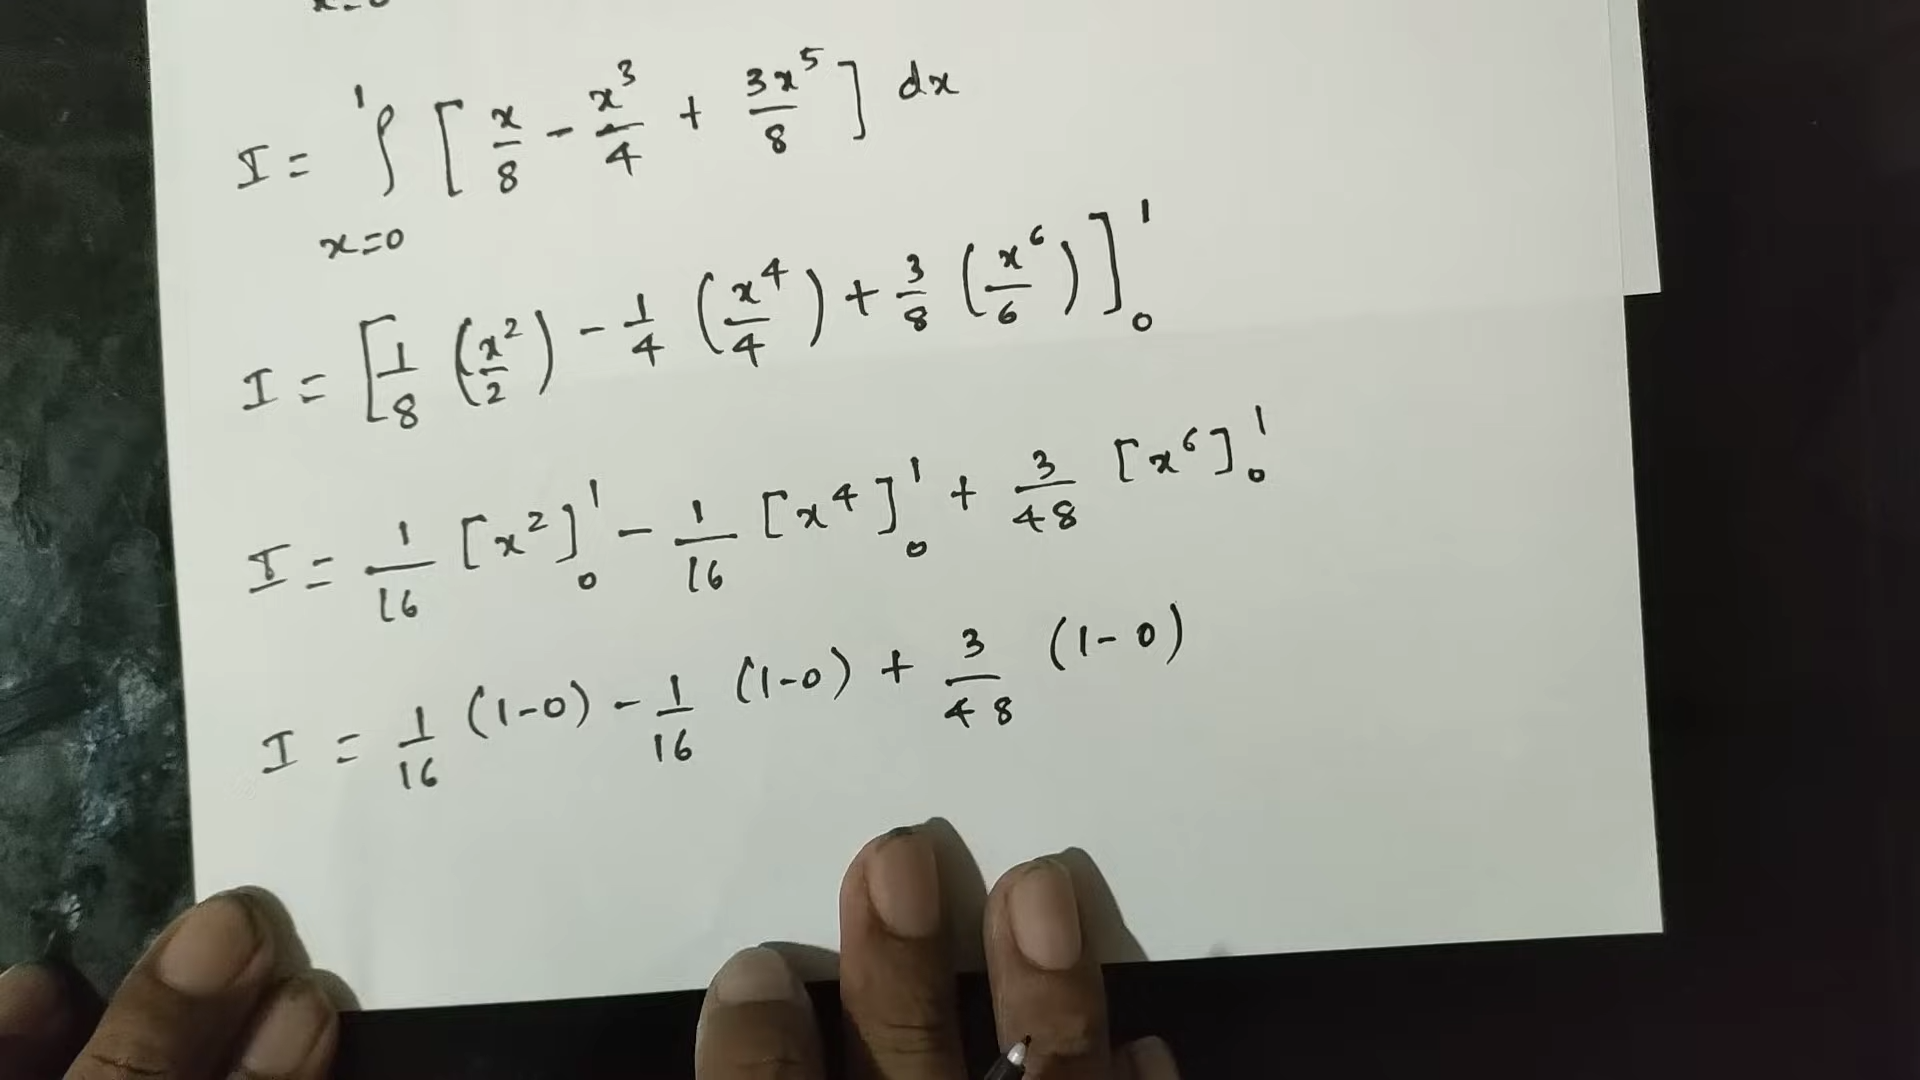 x=0
I = ∫₀¹ [x/8 - x³/4 + 3x⁵/8] dx
x=0
I = [1/8 (x²/2) - 1/4 (x⁴/4) + 3/8 (x⁶/6)]₀¹
I = 1/16 [x²]₀¹ - 1/16 [x⁴]₀¹ + 3/48 [x⁶]₀¹
I = 1/16 (1-0) - 1/16 (1-0) + 3/48 (1-0)